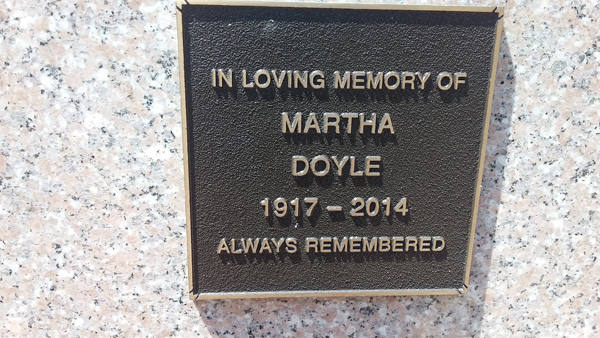 IN LOVING MEMORY OF
MARTHA
DOYLE
1917 – 2014
ALWAYS REMEMBERED